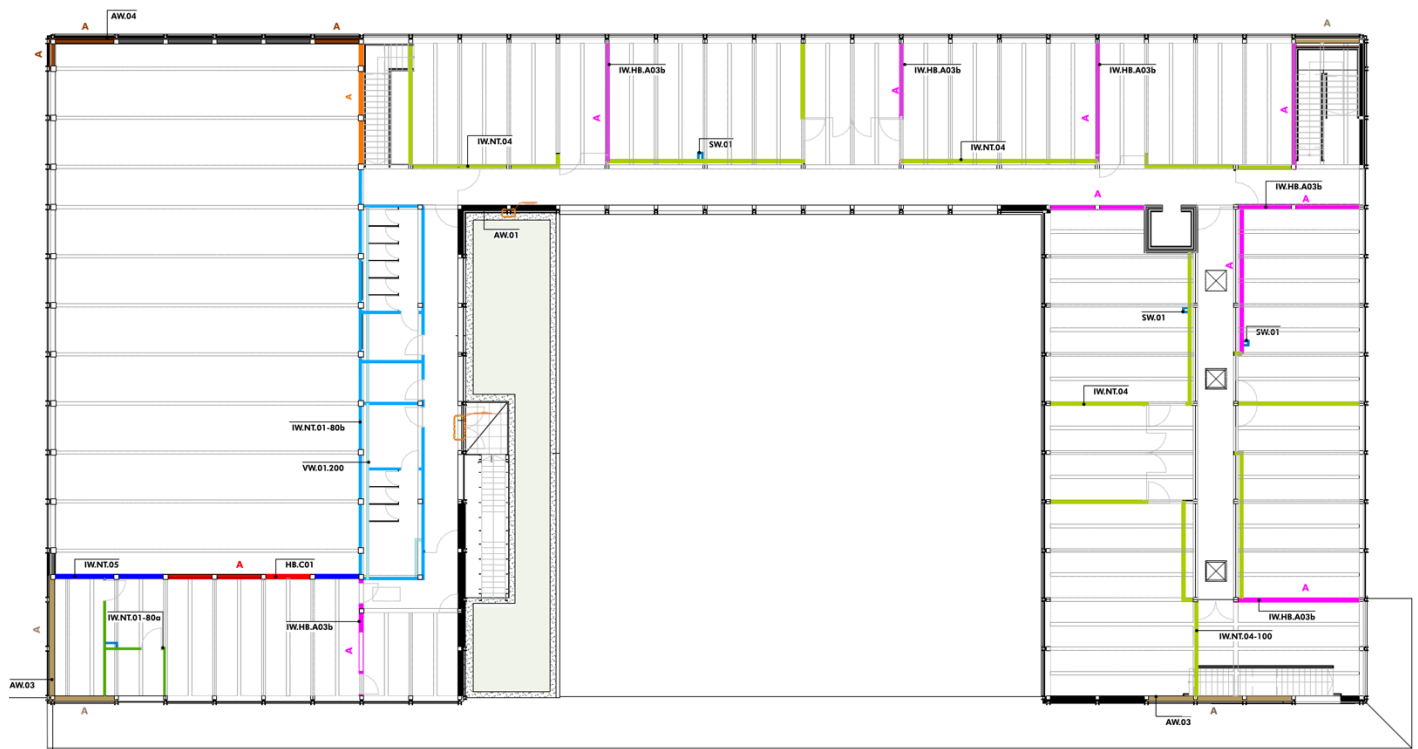 AW.04
A
A
A
A
A
IW.HB.A03b
IW.HB.A03b
IW.HB.A03b
A
A
A
A
IW.NT.04
SW.01
IW.NT.04
A
IW.HB.A03b
A
AW.01
A
SW.01
SW.01
IW.NT.04
IW.NT.01-80b
VW.01.200
IW.NT.05
A
HB.C01
A
IW.NT.01-80a
IW.HB.A03b
IW.HB.A03b
A
IW.NT.04-100
A
AW.03
A
A
AW.03